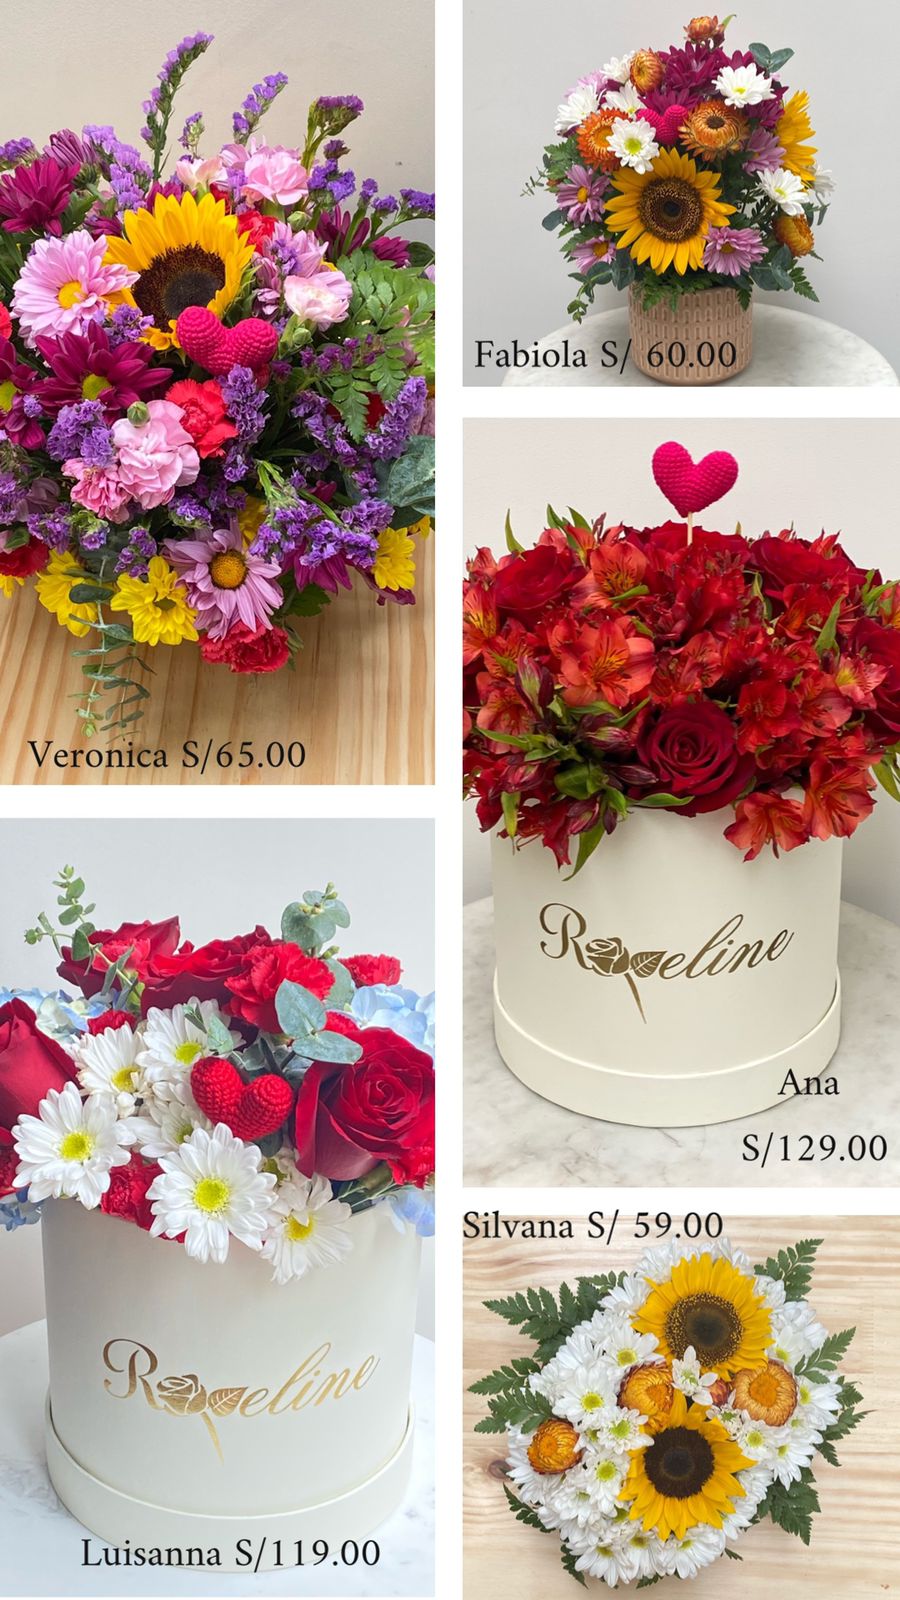 Fabiola S/ 60.00
Veronica S/65.00
Roseline
Ana
S/129.00
Silvana S/ 59.00
Roseline
Luisanna S/119.00